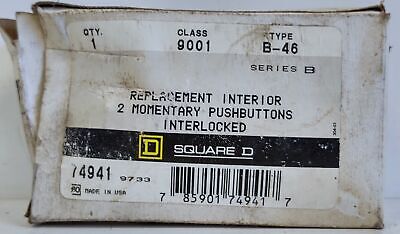 QTY. CLASS TYPE
1 9001 B-46
SERIES B
REPLACEMENT INTERIOR
2 MOMENTARY PUSHBUTTONS
INTERLOCKED
D SQUARE D
74941 9733
MADE IN USA
7 85901 74941 7